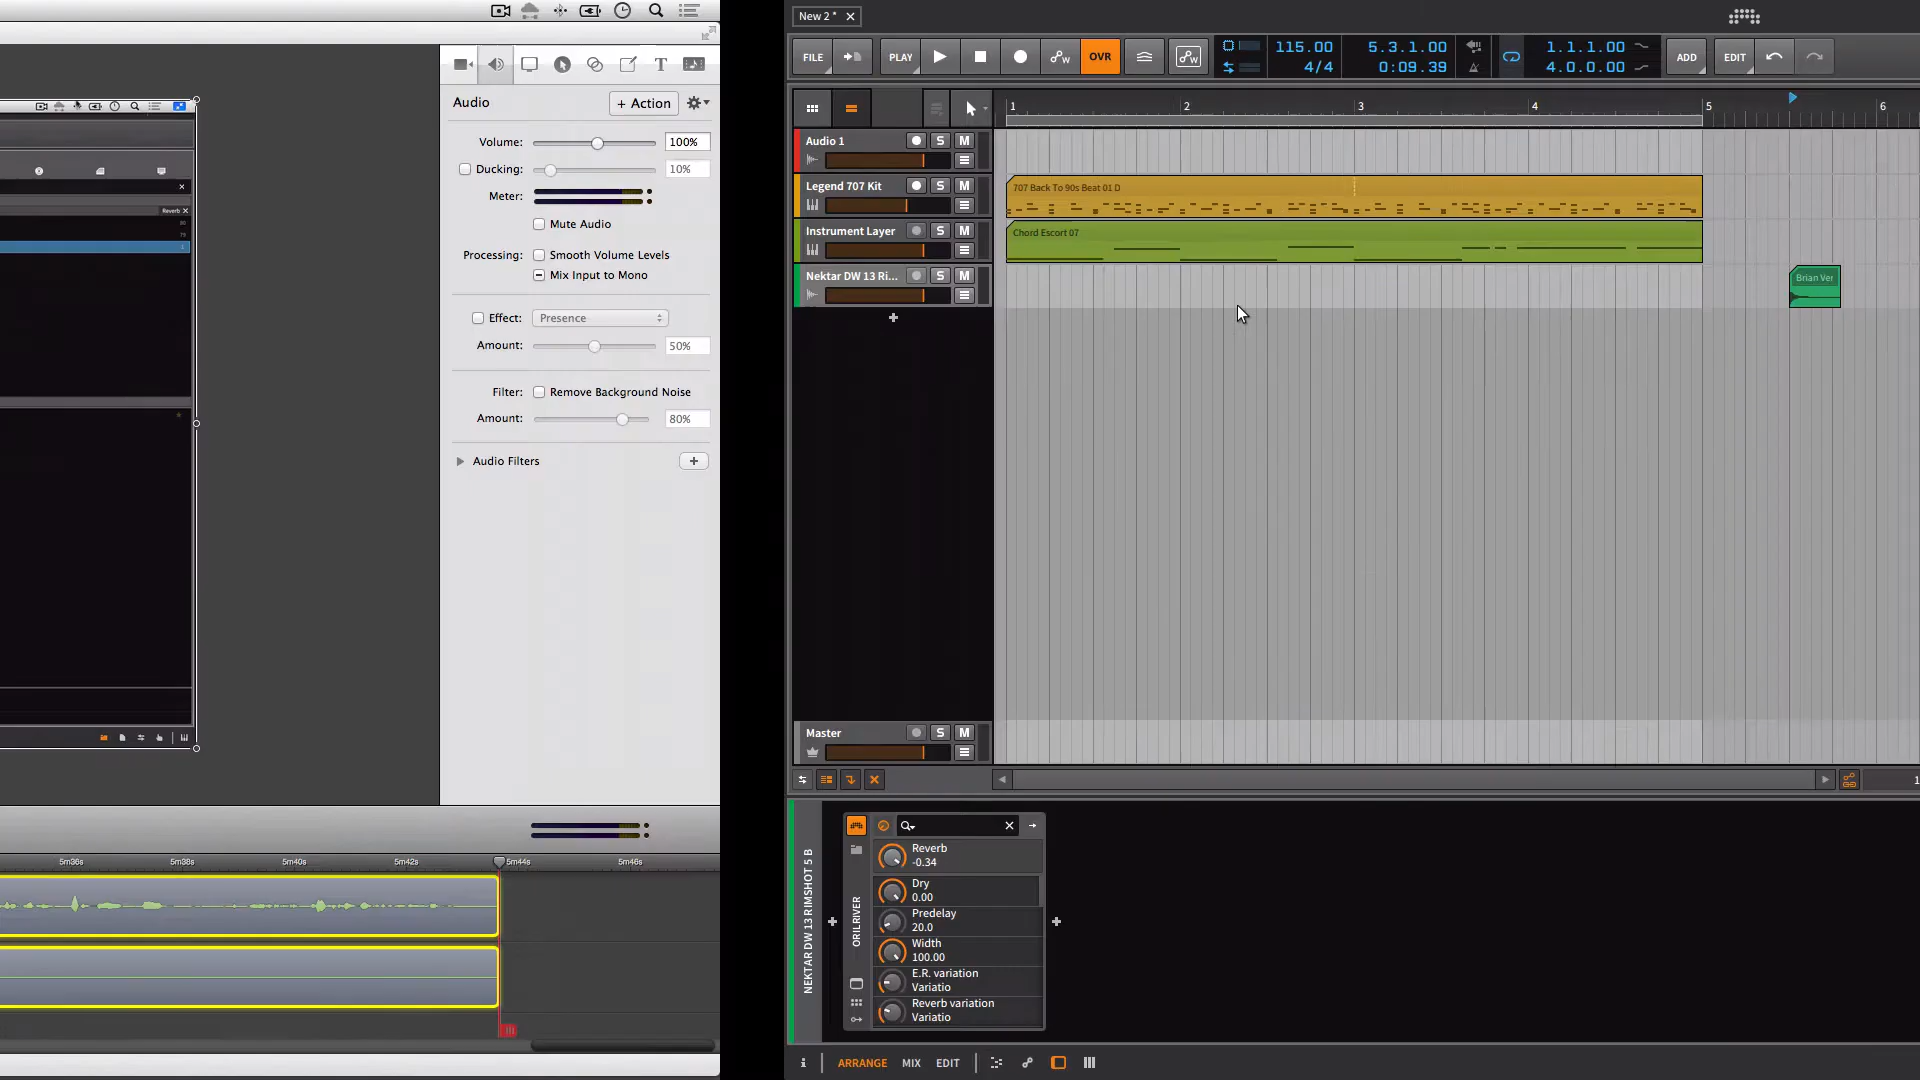 Audio
+ Action
Volume:
100%
Ducking:
10%
Meter:
Mute Audio
Processing:
Smooth Volume Levels
Mix Input to Mono
Effect:
Presence
Amount:
50%
Filter:
Remove Background Noise
Amount:
80%
Audio Filters
+
Reverb
5m36s
5m38s
5m40s
5m42s
5m44s
5m46s
New 2 *
FILE
PLAY
OVR
115.00
4/4
5.3.1.00
0:09.39
1.1.1.00
4.0.0.00
ADD
EDIT
1
2
3
4
5
6
Audio 1
S
M
Legend 707 Kit
S
M
707 Back To 90s Beat 01 D
Instrument Layer
S
M
Chord Escort 07
Nektar DW 13 Ri...
S
M
Brian Ver
Master
S
M
1
NEKTAR DW 13 RIMSHOT 5 B
ORILRIVER
Reverb
-0.34
Dry
0.00
Predelay
20.0
Width
100.00
E.R. variation
Variatio
Reverb variation
Variatio
i
ARRANGE
MIX
EDIT